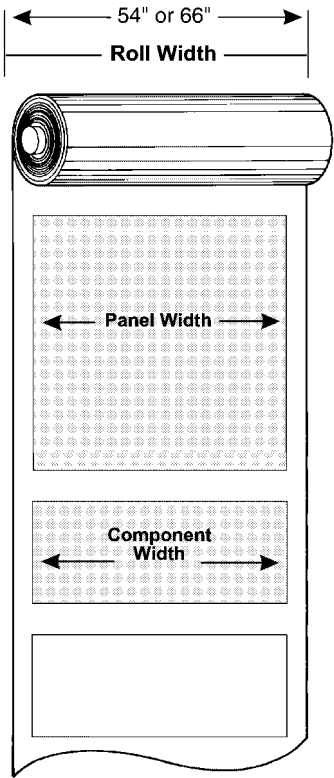 54" or 66"
Roll Width
Panel Width
Component
Width